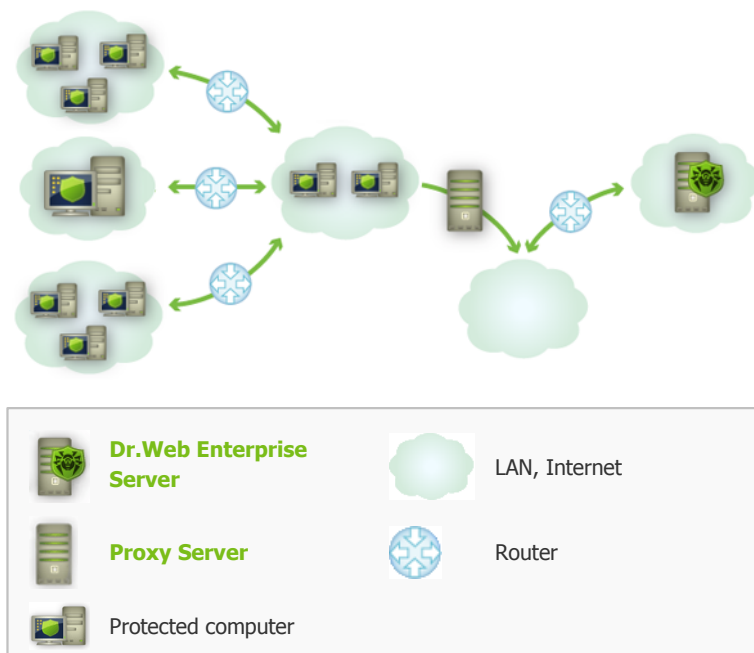 Dr.Web Enterprise
Server
LAN, Internet
Proxy Server
Router
Protected computer